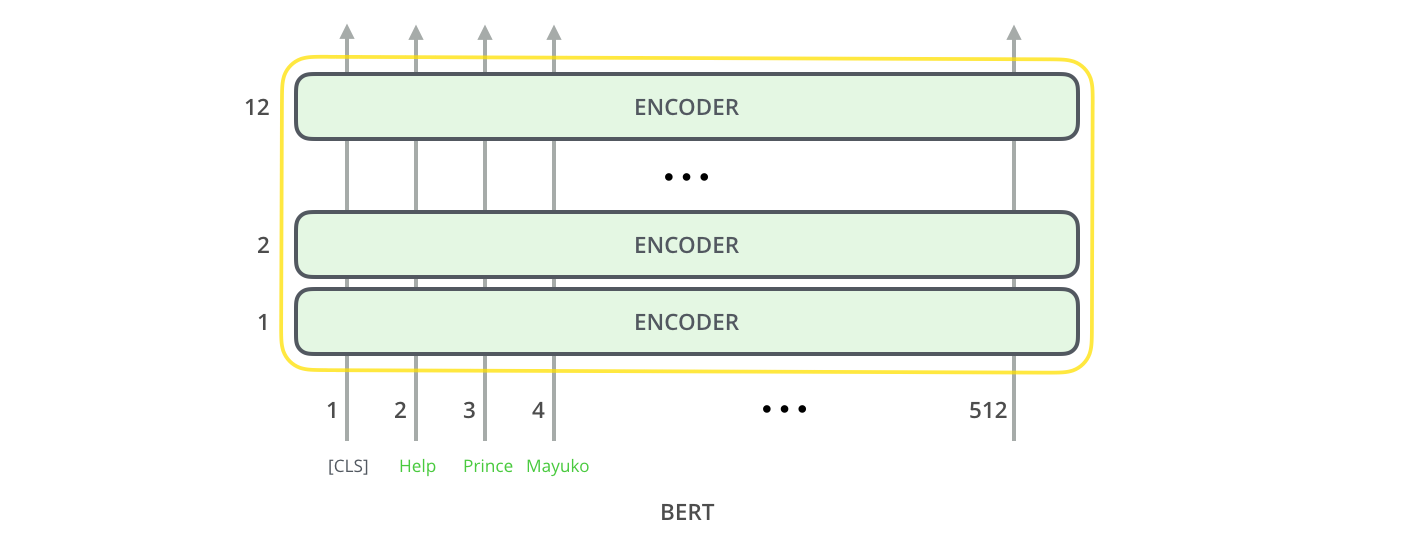 12 ENCODER
...
2 ENCODER
1 ENCODER
1 2 3 4 ... 512
[CLS] Help Prince Mayuko
BERT